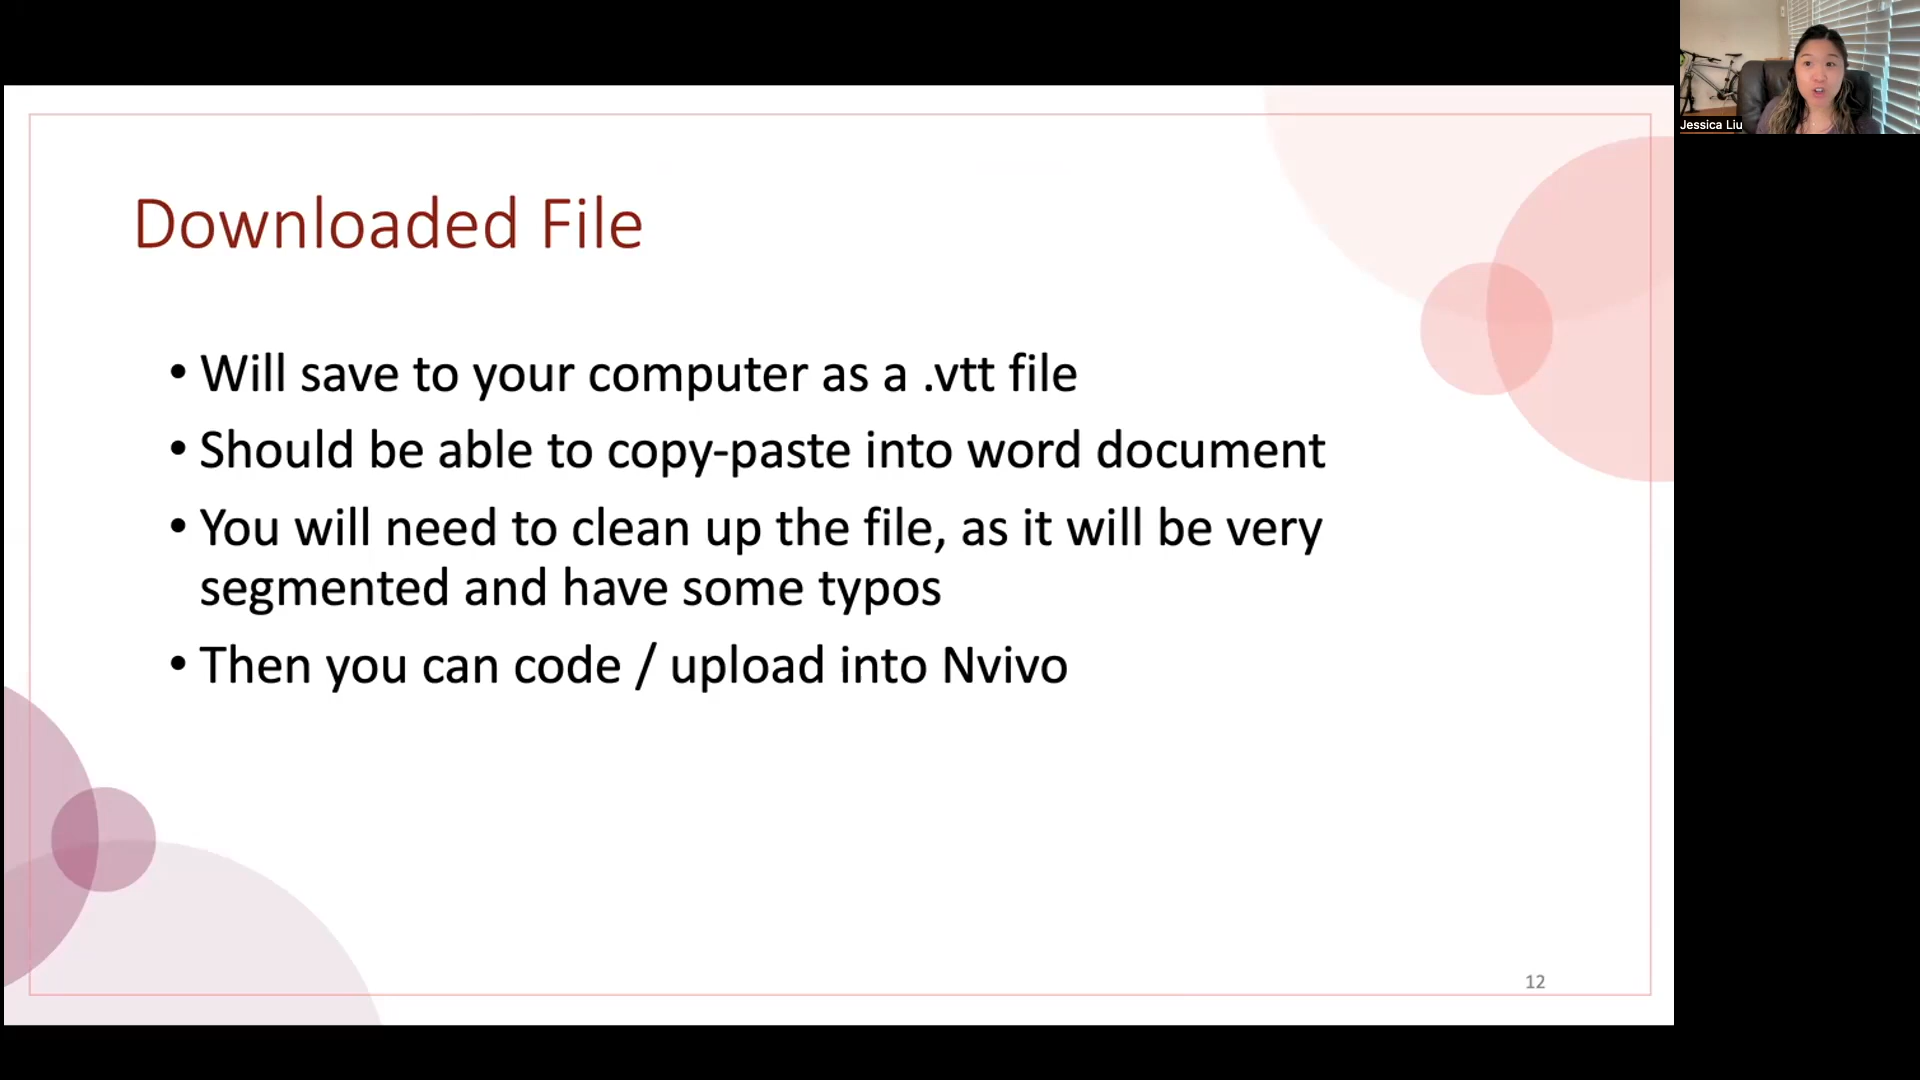 Jessica Liu
Downloaded File
• Will save to your computer as a .vtt file
• Should be able to copy-paste into word document
• You will need to clean up the file, as it will be very
segmented and have some typos
• Then you can code / upload into Nvivo
12